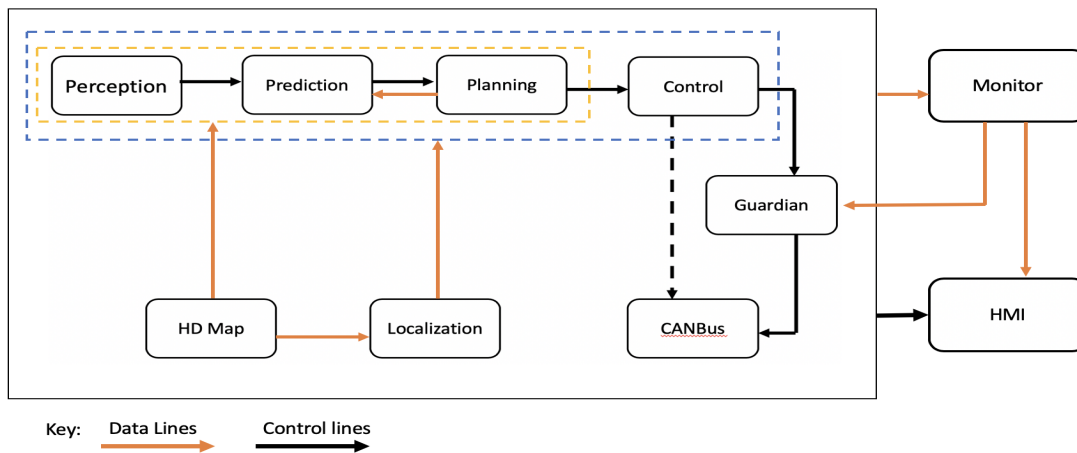 Perception
Prediction
Planning
Control
Monitor
Guardian
HD Map
Localization
CANBus
HMI
Key:
Data Lines
Control lines